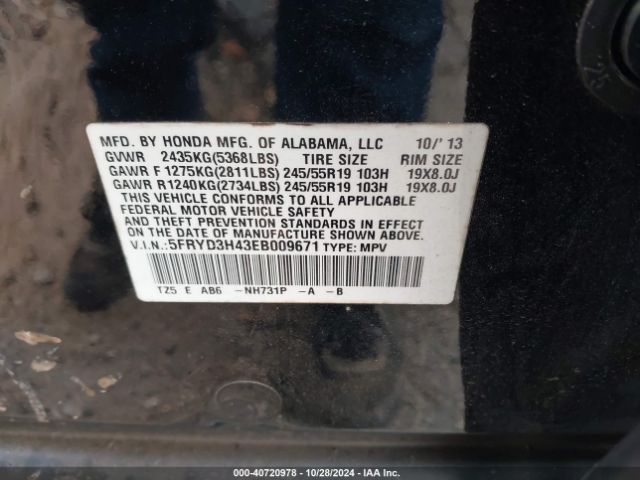 MFD. BY HONDA MFG. OF ALABAMA, LLC 10/'13
GVWR 2435KG(5368LBS) TIRE SIZE RIM SIZE
GAWR F 1275KG(2811LBS) 245/55R19 103H 19X8.0J
GAWR R 1240KG(2734LBS) 245/55R19 103H 19X8.0J
THIS VEHICLE CONFORMS TO ALL APPLICABLE
FEDERAL MOTOR VEHICLE SAFETY
AND THEFT PREVENTION STANDARDS IN EFFECT
ON THE DATE OF MANUFACTURE SHOWN ABOVE.
V.I.N.: 5FRYD3H43EB009671 TYPE: MPV
TZ5 E AB6 -NH731P -A -B
000-40720978 - 10/28/2024 - IAA Inc.